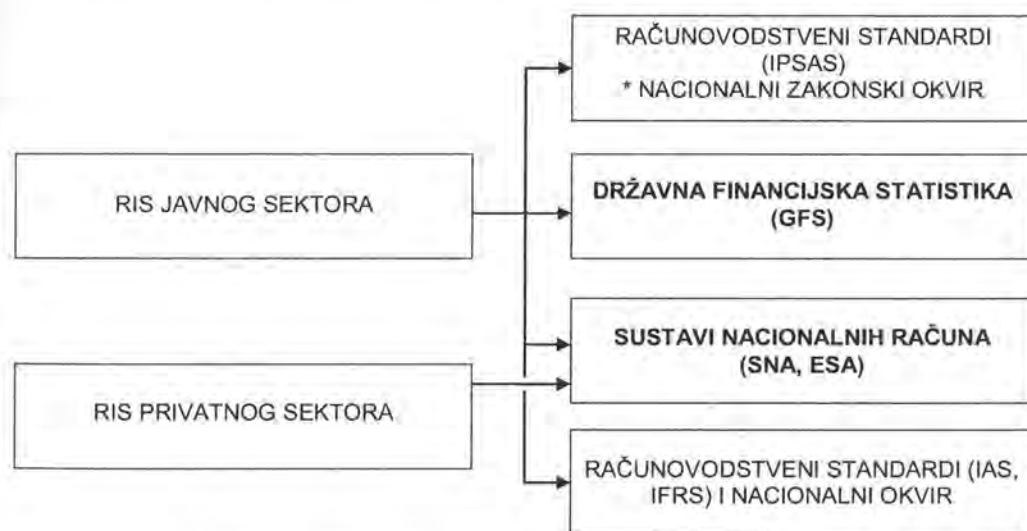 RAČUNOVODSTVENI STANDARDI
(IPSAS)
* NACIONALNI ZAKONSKI OKVIR
RIS JAVNOG SEKTORA
DRŽAVNA FINANCIJSKA STATISTIKA
(GFS)
SUSTAVI NACIONALNIH RAČUNA
(SNA, ESA)
RIS PRIVATNOG SEKTORA
RAČUNOVODSTVENI STANDARDI (IAS,
IFRS) I NACIONALNI OKVIR